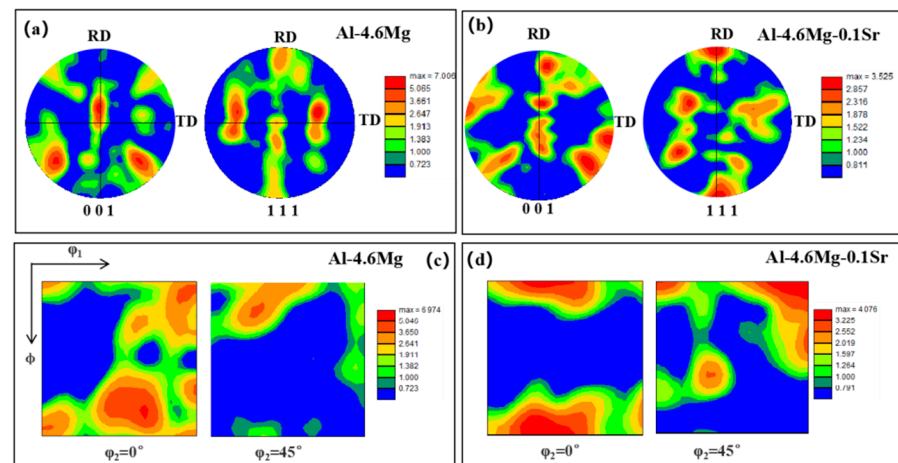 (a) RD Al-4.6Mg
max = 7.006
5.065
3.661
2.647
1.913
1.383
1.000
0.723
TD TD
0 0 1 1 1 1
(b) RD RD Al-4.6Mg-0.1Sr
max = 3.525
2.857
2.316
1.878
1.522
1.234
1.000
0.811
TD TD
0 0 1 1 1 1
φ1 Al-4.6Mg (c)
ϕ
max = 6.974
5.046
3.650
2.641
1.911
1.382
1.000
0.723
φ2=0° φ2=45°
(d) Al-4.6Mg-0.1Sr
max = 4.076
3.225
2.552
2.019
1.597
1.264
1.000
0.791
φ2=0° φ2=45°